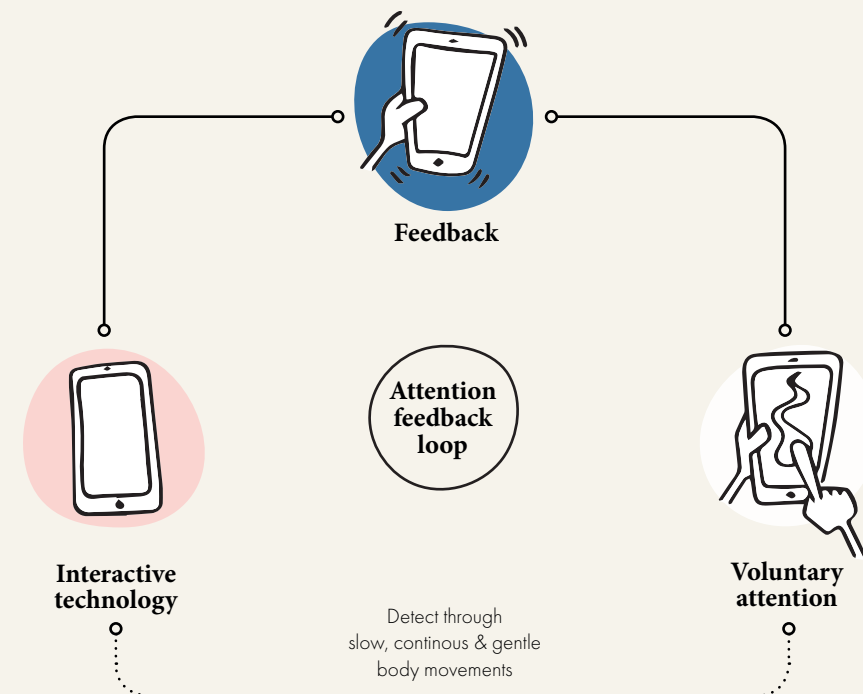 Feedback
Attention
feedback
loop
Interactive
technology
Voluntary
attention
Detect through
slow, continous & gentle
body movements